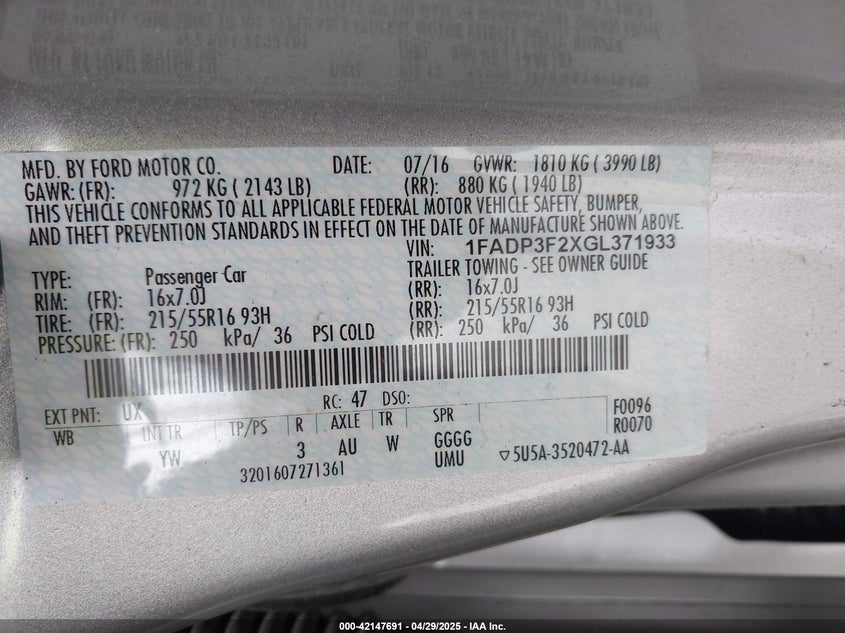 MFD. BY FORD MOTOR CO. DATE: 07/16 GVWR: 1810 KG ( 3990 LB)
GAWR: (FR): 972 KG ( 2143 LB) (RR): 880 KG ( 1940 LB)
THIS VEHICLE CONFORMS TO ALL APPLICABLE FEDERAL MOTOR VEHICLE SAFETY, BUMPER,
AND THEFT PREVENTION STANDARDS IN EFFECT ON THE DATE OF MANUFACTURE SHOWN ABOVE.
VIN: 1FADP3F2XGL371933
TYPE: Passenger Car TRAILER TOWING - SEE OWNER GUIDE
RIM: (FR): 16x7.0J (RR): 16x7.0J
TIRE: (FR): 215/55R16 93H (RR): 215/55R16 93H
PRESSURE: (FR): 250 kPa/ 36 PSI COLD (RR): 250 kPa/ 36 PSI COLD
RC: 47 DSO:
EXT PNT: UX F0096
WB INT TR TP/PS R AXLE TR SPR R0070
YW 3 AU W GGGG
UMU ▽5U5A-3520472-AA
3201607271361
000-42147691 - 04/29/2025 - IAA Inc.